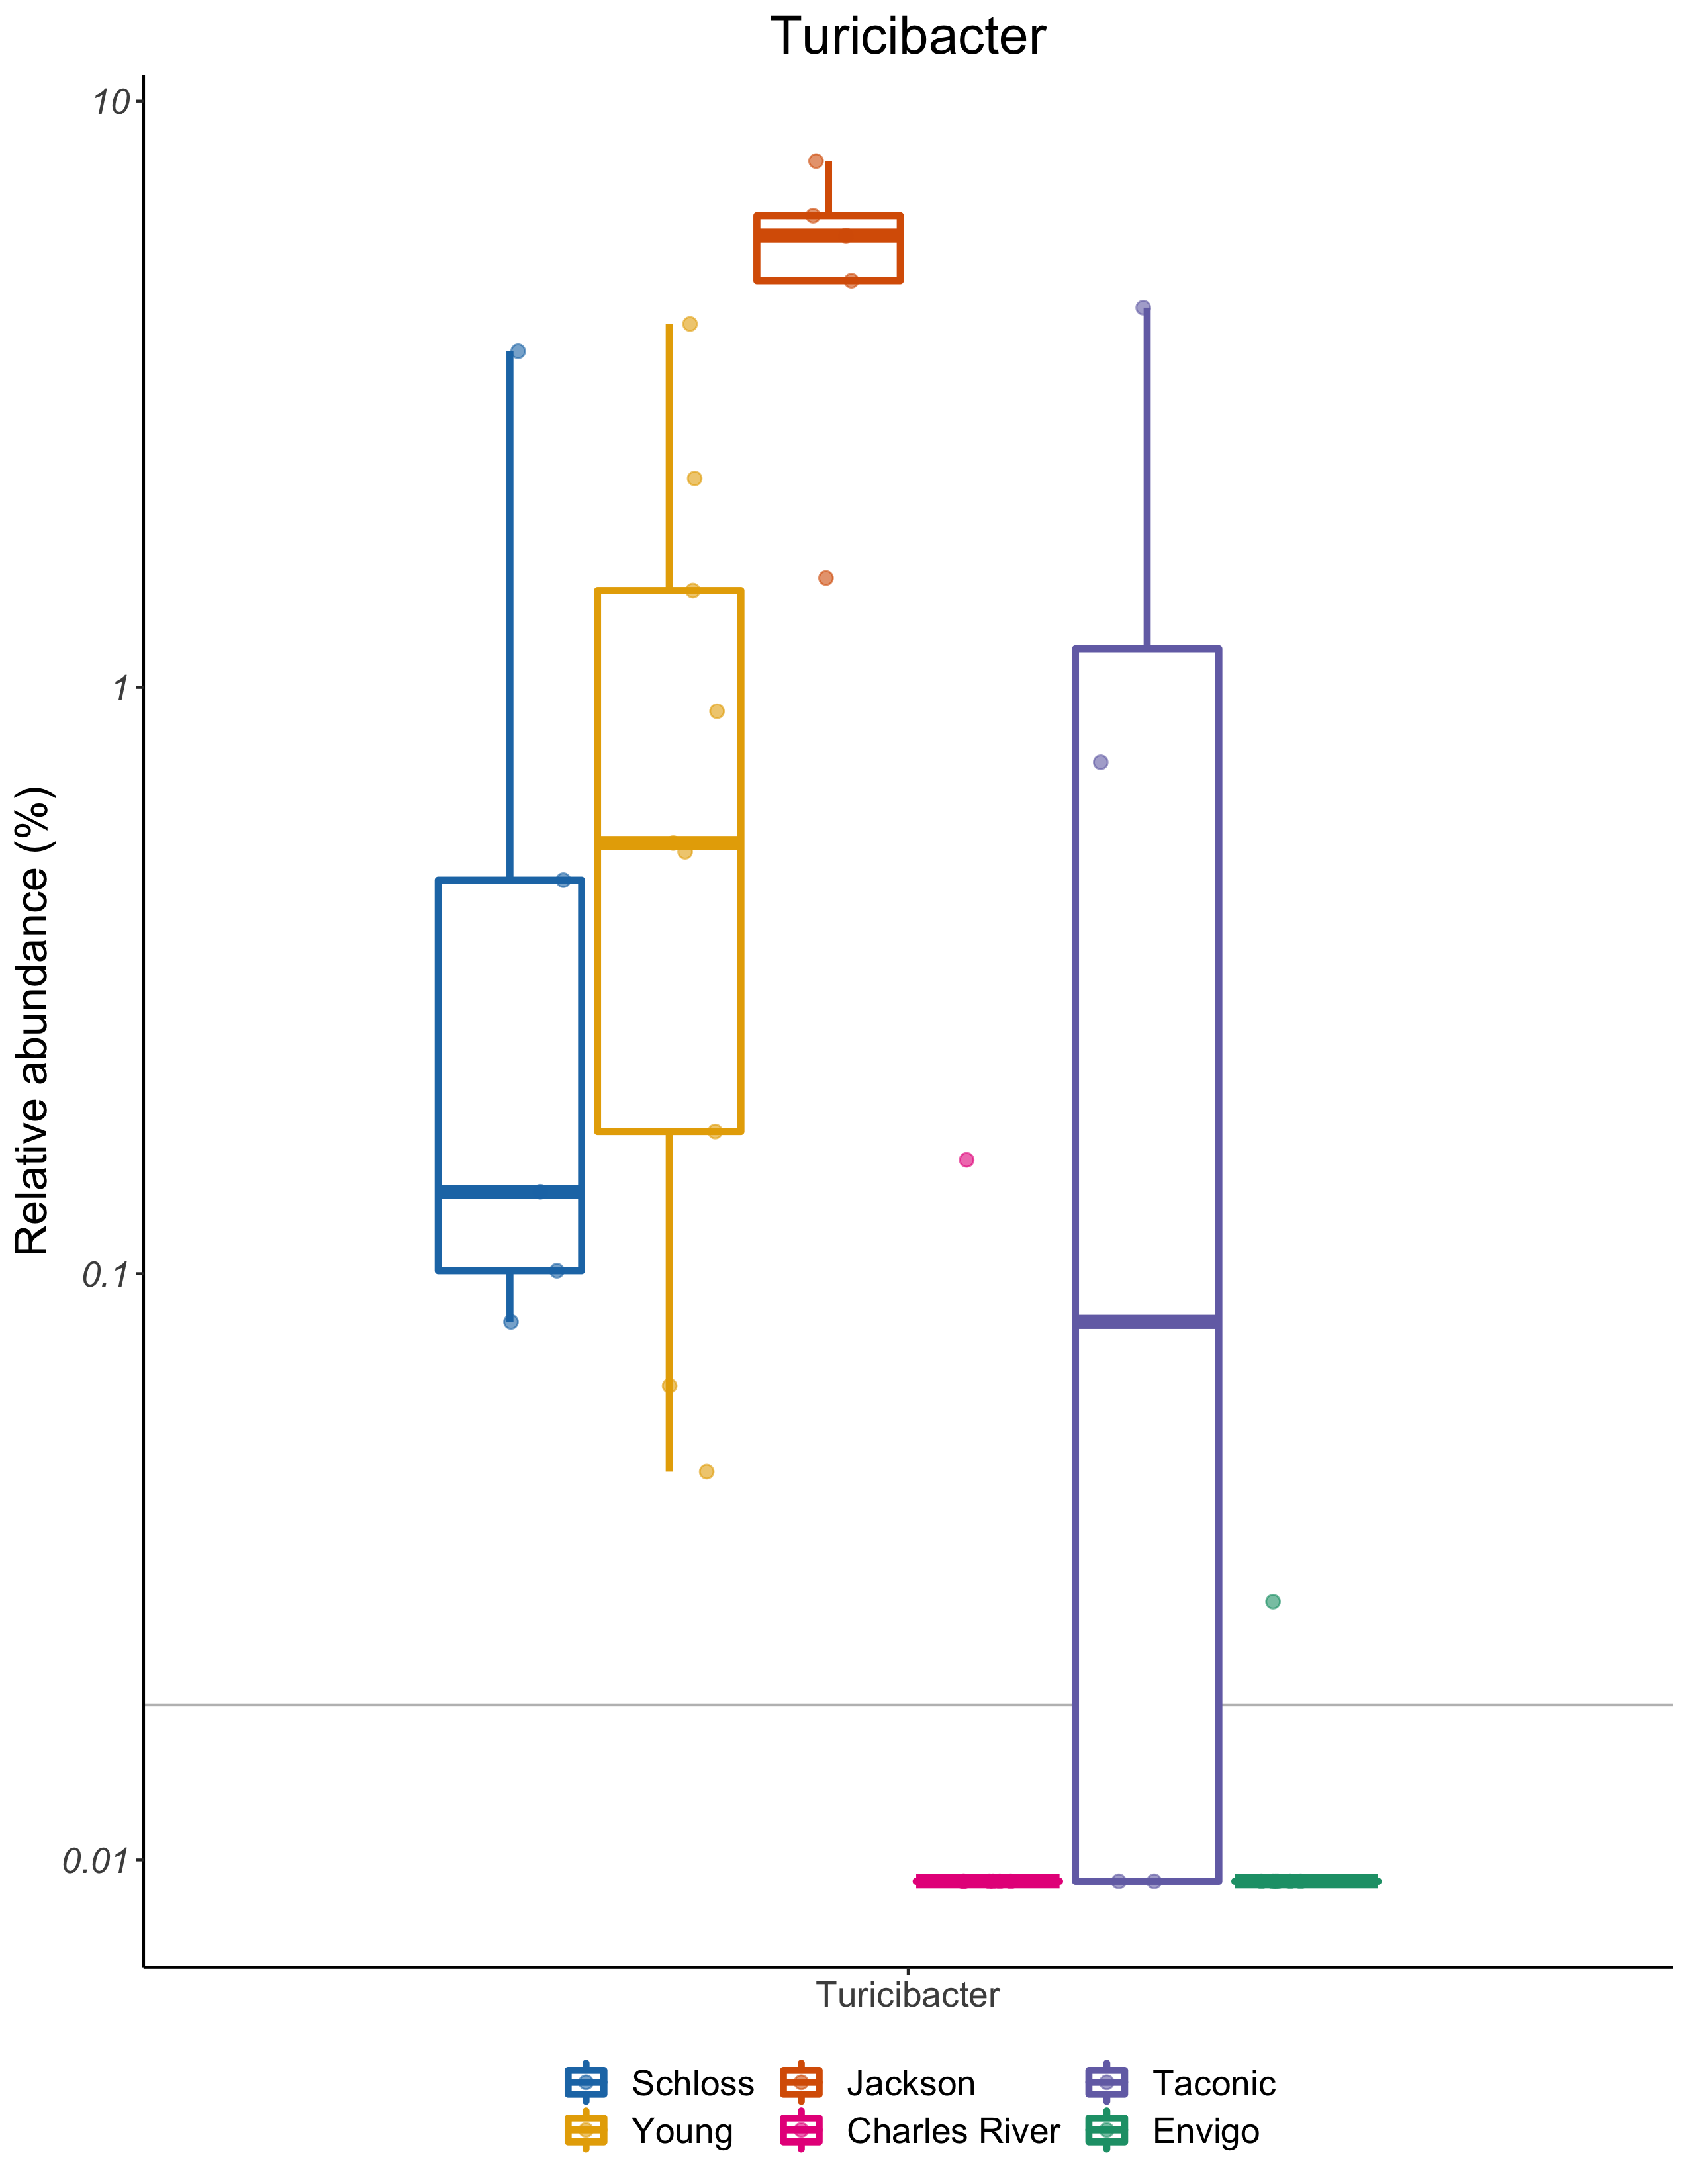 Turicibacter
10
1
0.1
0.01
Relative abundance (%)
Turicibacter
Schloss Jackson Taconic
Young Charles River Envigo